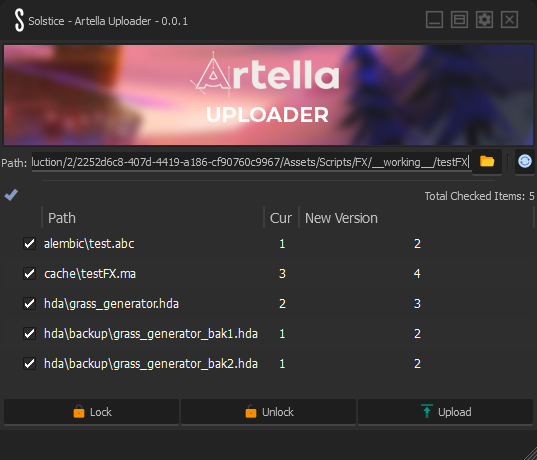 Solstice - Artella Uploader - 0.0.1
Artella
UPLOADER
Path: luction/2/2252d6c8-407d-4419-a186-cf90760c9967/Assets/Scripts/FX/__working__/testFX
Total Checked Items: 5
Path Cur New Version
alembic\test.abc 1 2
cache\testFX.ma 3 4
hda\grass_generator.hda 2 3
hda\backup\grass_generator_bak1.hda 1 2
hda\backup\grass_generator_bak2.hda 1 2
Lock Unlock Upload